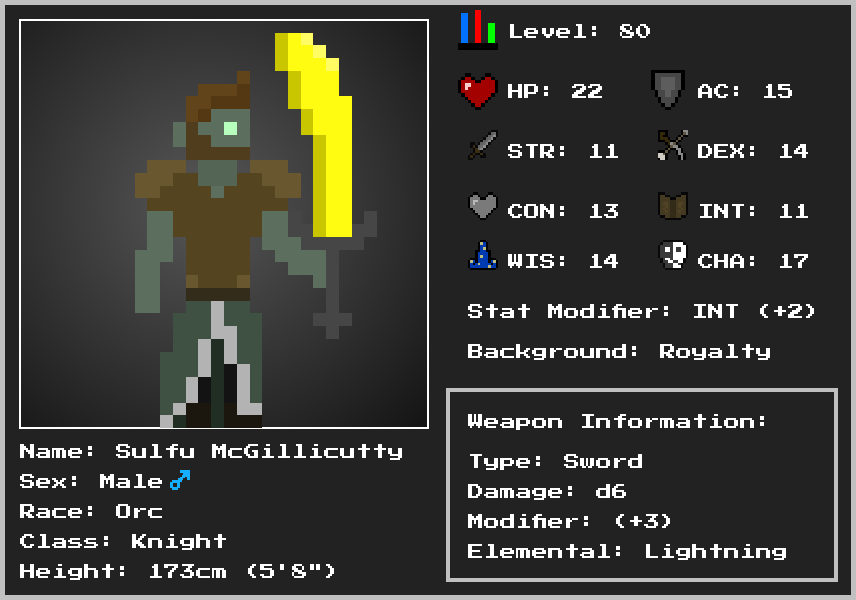 Level: 80
HP: 22
AC: 15
STR: 11
DEX: 14
CON: 13
INT: 11
WIS: 14
CHA: 17
Stat Modifier: INT (+2)
Background: Royalty
Name: Sulfu McGillicutty
Sex: Male ♂
Race: Orc
Class: Knight
Height: 173cm (5'8")
Weapon Information:
Type: Sword
Damage: d6
Modifier: (+3)
Elemental: Lightning